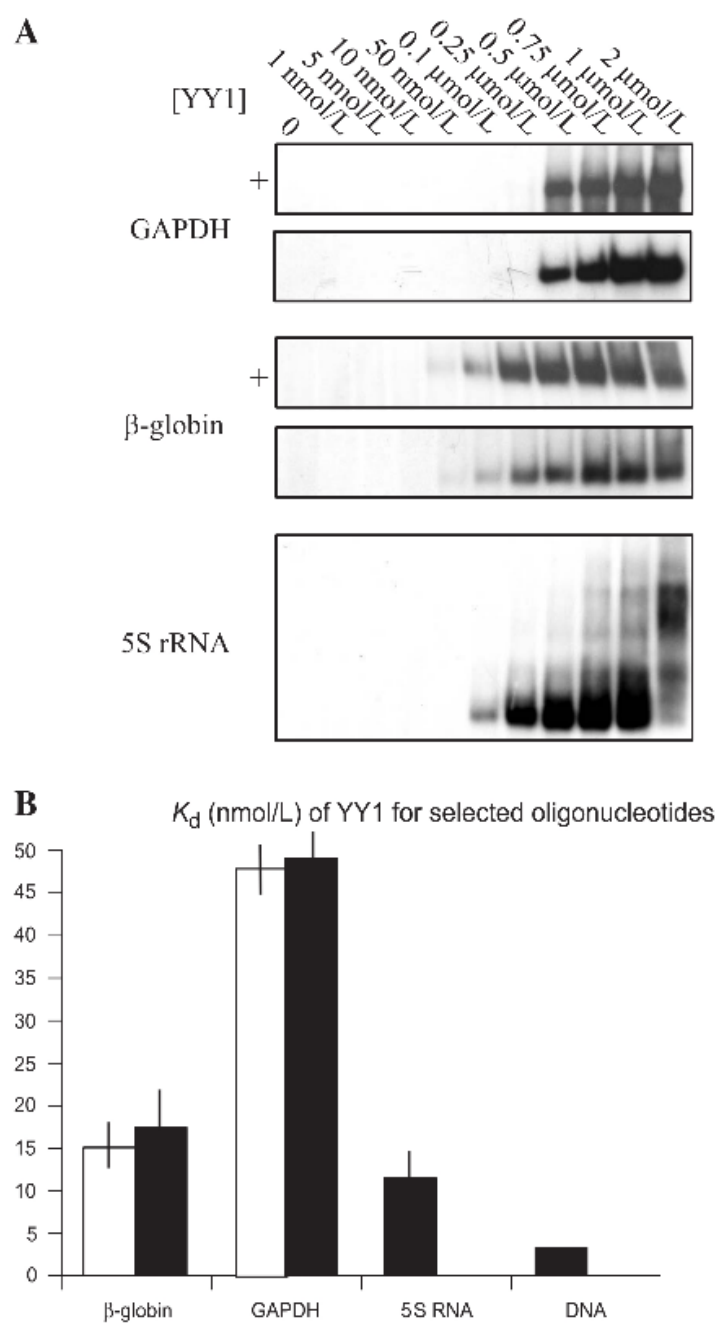 A
[YY1]
0
1 nmol/L
5 nmol/L
10 nmol/L
50 nmol/L
0.1 µmol/L
0.25 µmol/L
0.5 µmol/L
0.75 µmol/L
1 µmol/L
2 µmol/L
+
GAPDH
+
β-globin
5S rRNA
B
Kd (nmol/L) of YY1 for selected oligonucleotides
50
45
40
35
30
25
20
15
10
5
0
β-globin GAPDH 5S RNA DNA